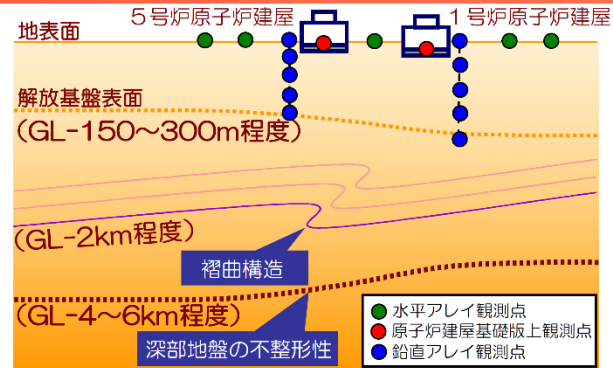 5号炉原子炉建屋
1号炉原子炉建屋
地表面
解放基盤表面
(GL-150～300m程度)
(GL-2km程度)
褶曲構造
(GL-4～6km程度)
深部地盤の不整形性
水平アレイ観測点
原子炉建屋基礎版上観測点
鉛直アレイ観測点